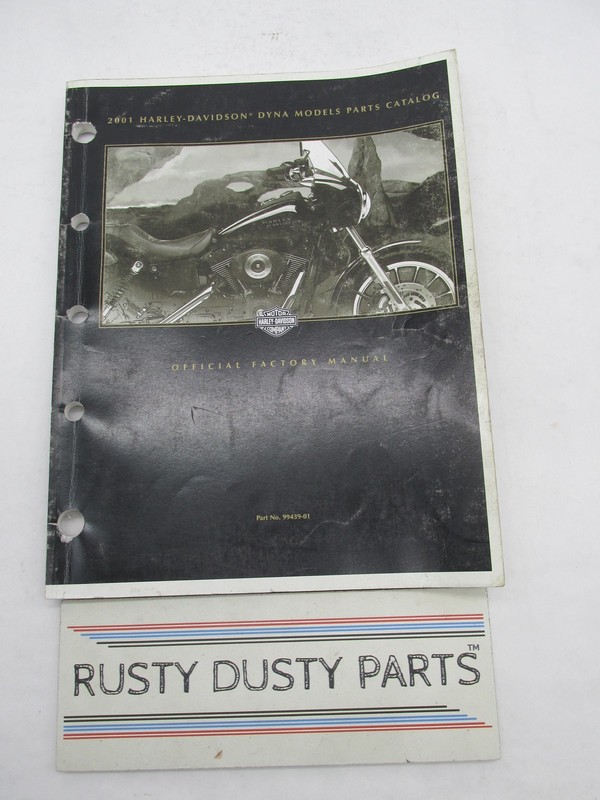 2001 HARLEY-DAVIDSON® DYNA MODELS PARTS CATALOG
MOTOR
HARLEY-DAVIDSON
COMPANY
OFFICIAL FACTORY MANUAL
Part No. 99439-01
RUSTY DUSTY PARTS™